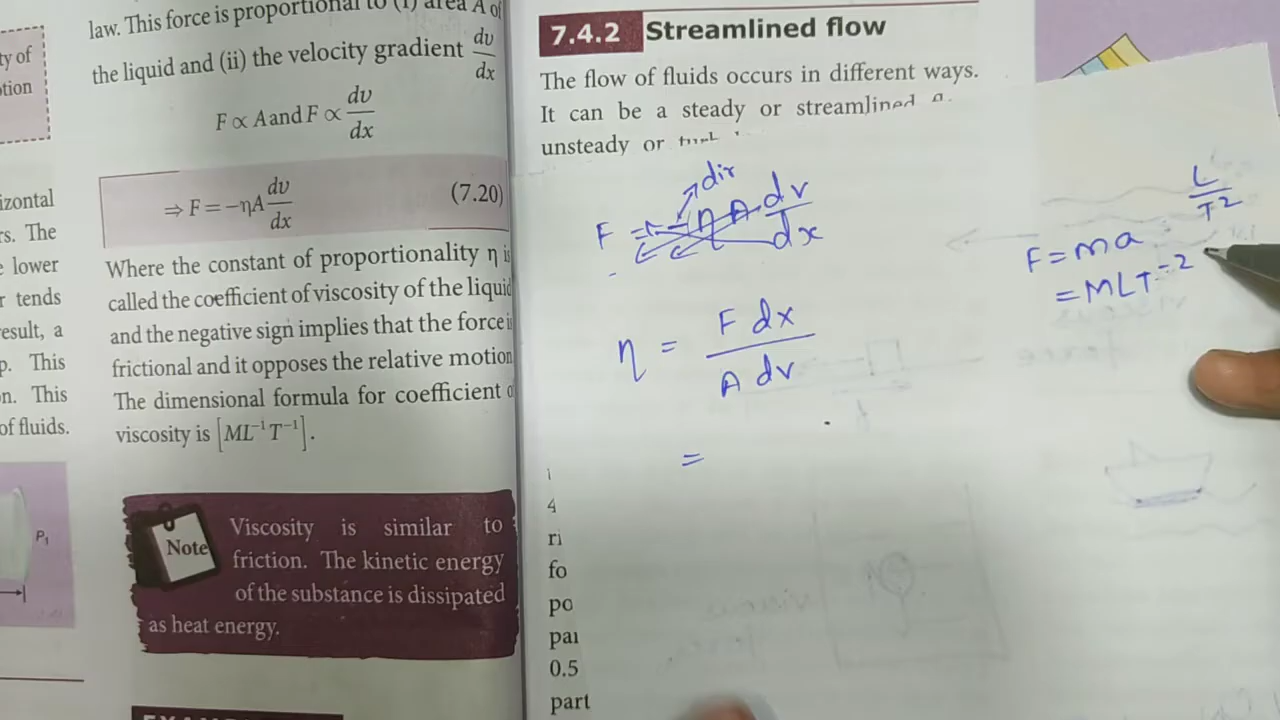 law. This force is proportional to (i) area A of
the liquid and (ii) the velocity gradient dv/dx
F ∝ A and F ∝ dv/dx
⇒ F = −ηA dv/dx (7.20)
Where the constant of proportionality η is
called the coefficient of viscosity of the liquid
and the negative sign implies that the force is
frictional and it opposes the relative motion
The dimensional formula for coefficient o
viscosity is [ML⁻¹T⁻¹].
Note
Viscosity is similar to
friction. The kinetic energy
of the substance is dissipated
as heat energy.
ty of
tion
izontal
rs. The
e lower
r tends
result, a
p. This
n. This
of fluids.
P₁
7.4.2 Streamlined flow
The flow of fluids occurs in different ways.
It can be a steady or streamlined
unsteady or
dir
F = - η A dv/dx
η = F dx / A dv
=
L/T2
F = ma
= MLT-2
4
ri
fo
po
par
0.5
part